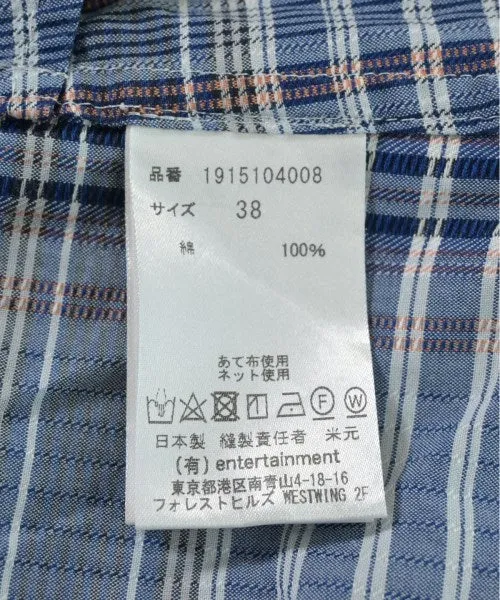 品番 1915104008
サイズ 38
綿 100%
あて布使用
ネット使用
日本製 縫製責任者 米元
(有) entertainment
東京都港区南青山4-18-16
フォレストヒルズ WESTWING 2F